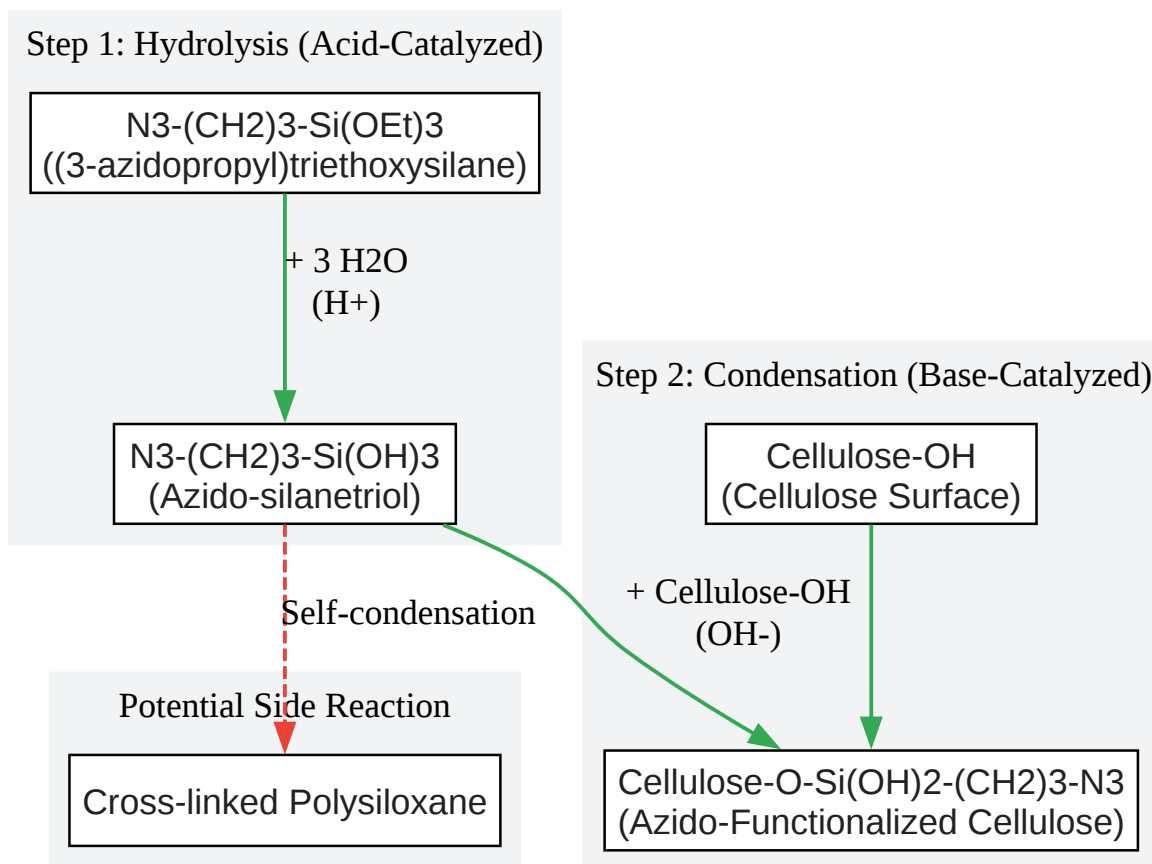 Step 1: Hydrolysis (Acid-Catalyzed)
N3-(CH2)3-Si(OEt)3
((3-azidopropyl)triethoxysilane)
+ 3 H2O
(H+)
N3-(CH2)3-Si(OH)3
(Azido-silanetriol)
Step 2: Condensation (Base-Catalyzed)
Cellulose-OH
(Cellulose Surface)
+ Cellulose-OH
(OH-)
Self-condensation
Potential Side Reaction
Cross-linked Polysiloxane
Cellulose-O-Si(OH)2-(CH2)3-N3
(Azido-Functionalized Cellulose)